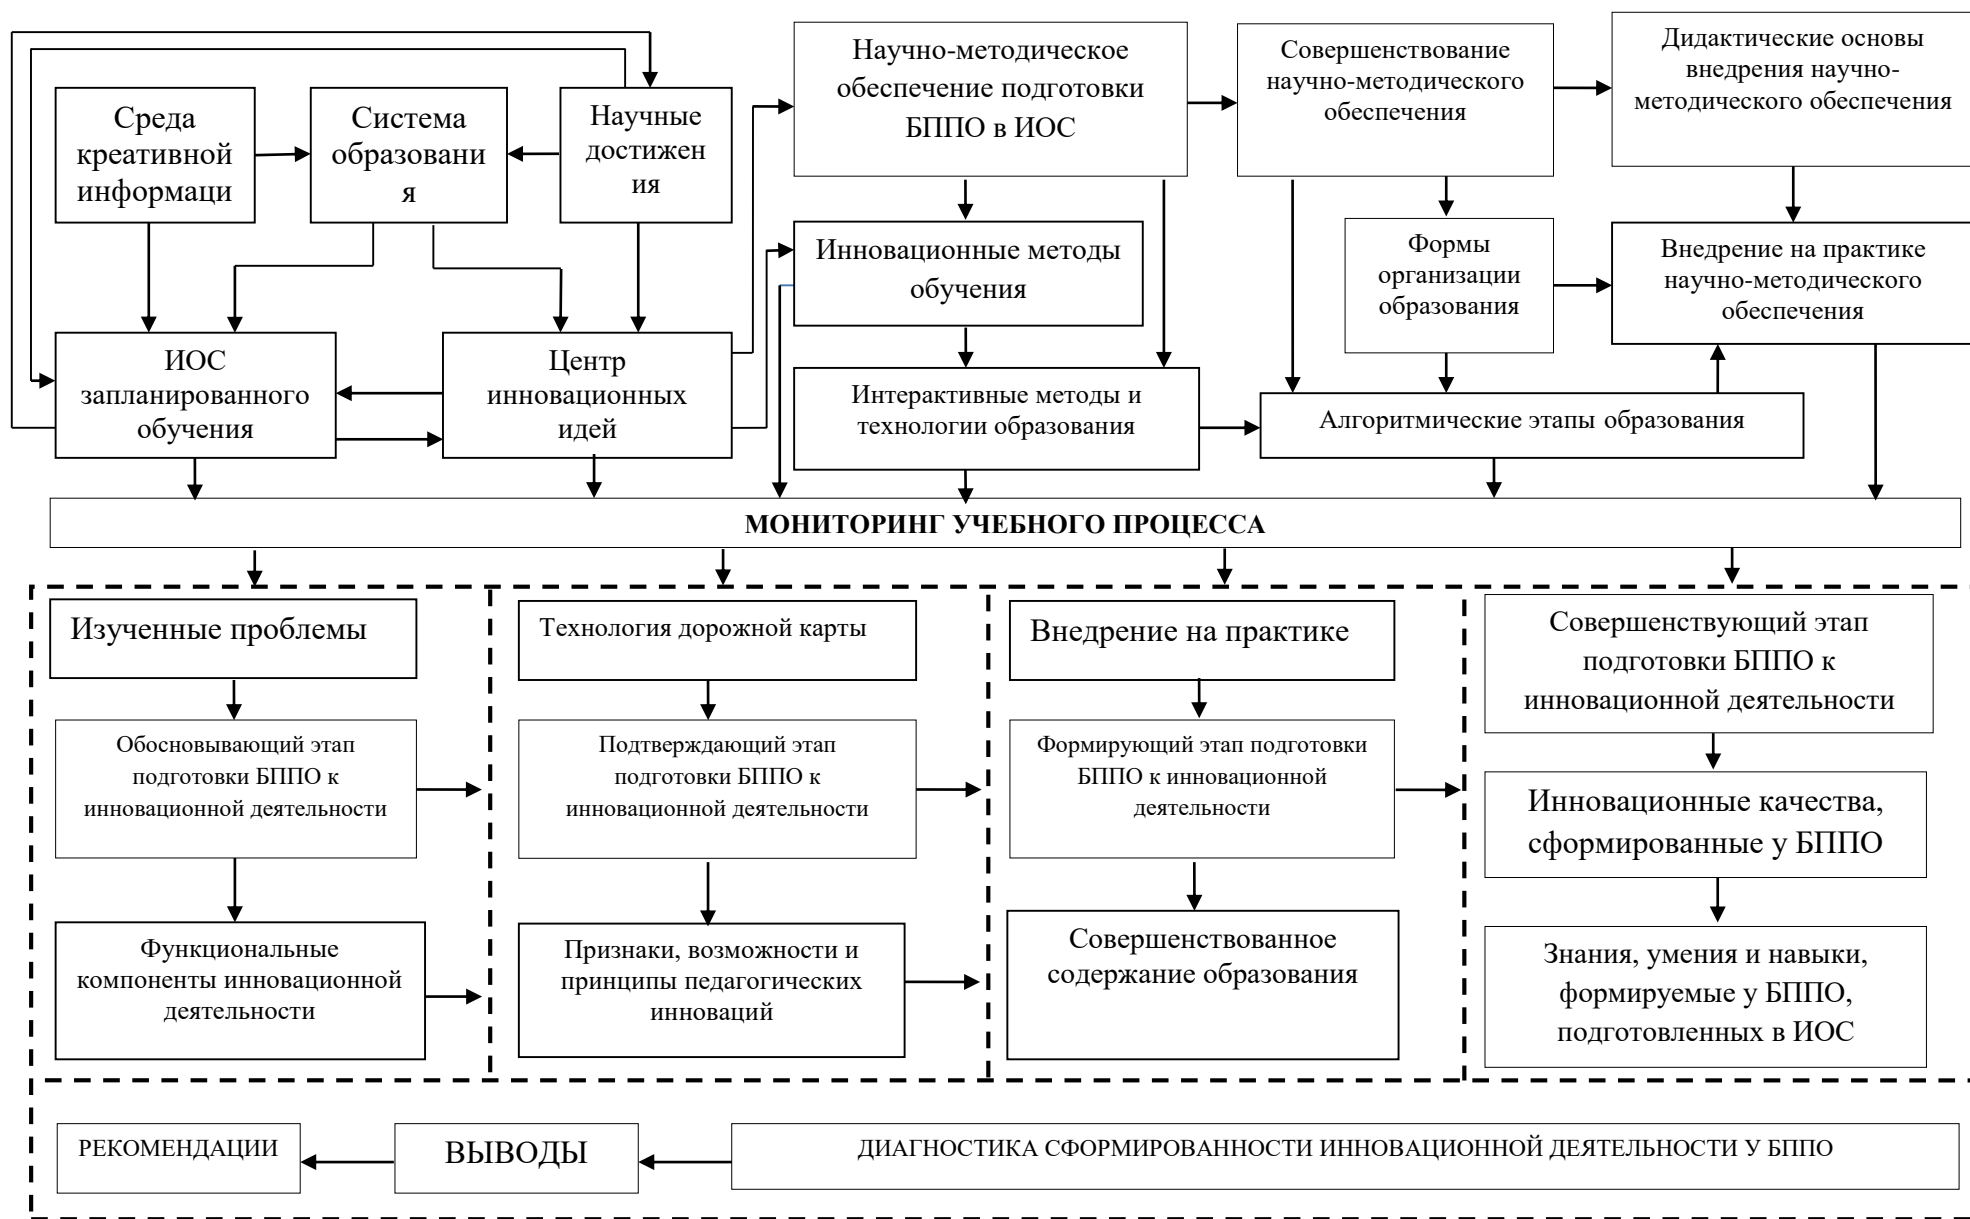 Среда
креативной
информаци
Система
образовани
я
Научные
достижен
ия
Научно-методическое
обеспечение подготовки
БППО в ИОС
Совершенствование
научно-методического
обеспечения
Дидактические основы
внедрения научно-
методического обеспечения
Инновационные методы
обучения
Формы
организации
образования
Внедрение на практике
научно-методического
обеспечения
ИОС
запланированного
обучения
Центр
инновационных
идей
Интерактивные методы и
технологии образования
Алгоритмические этапы образования
МОНИТОРИНГ УЧЕБНОГО ПРОЦЕССА
Изученные проблемы
Обосновывающий этап
подготовки БППО к
инновационной деятельности
Функциональные
компоненты инновационной
деятельности
Технология дорожной карты
Подтверждающий этап
подготовки БППО к
инновационной деятельности
Признаки, возможности и
принципы педагогических
инноваций
Внедрение на практике
Формирующий этап подготовки
БППО к инновационной
деятельности
Совершенствованное
содержание образования
Совершенствующий этап
подготовки БППО к
инновационной деятельности
Инновационные качества,
сформированные у БППО
Знания, умения и навыки,
формируемые у БППО,
подготовленных в ИОС
РЕКОМЕНДАЦИИ
ВЫВОДЫ
ДИАГНОСТИКА СФОРМИРОВАННОСТИ ИННОВАЦИОННОЙ ДЕЯТЕЛЬНОСТИ У БППО